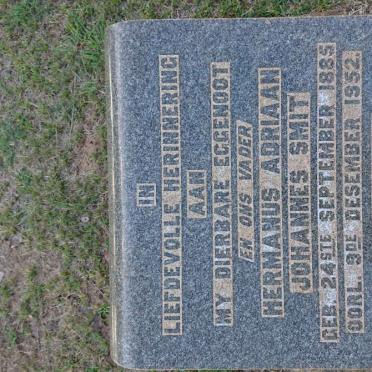 IN
LIEFDEVOLLE HERINNERING
AAN
MY DIERBARE EGGENOOT
EN ONS VADER
HERMANUS ADRIAAN
JOHANNES SMIT
GEB. 24STE SEPTEMBER 1885
OORL. 3DE DESEMBER 1952